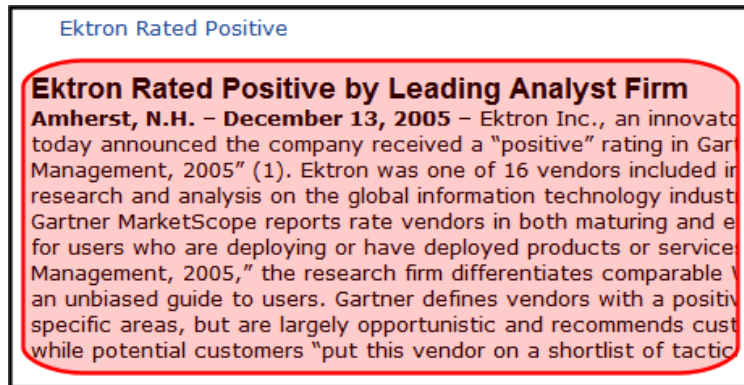 Ektron Rated Positive
Ektron Rated Positive by Leading Analyst Firm
Amherst, N.H. – December 13, 2005 – Ektron Inc., an innovato
today announced the company received a “positive” rating in Gart
Management, 2005” (1). Ektron was one of 16 vendors included in
research and analysis on the global information technology indust
Gartner MarketScope reports rate vendors in both maturing and e
for users who are deploying or have deployed products or services
Management, 2005,” the research firm differentiates comparable
an unbiased guide to users. Gartner defines vendors with a positiv
specific areas, but are largely opportunistic and recommends cust
while potential customers “put this vendor on a shortlist of tactic